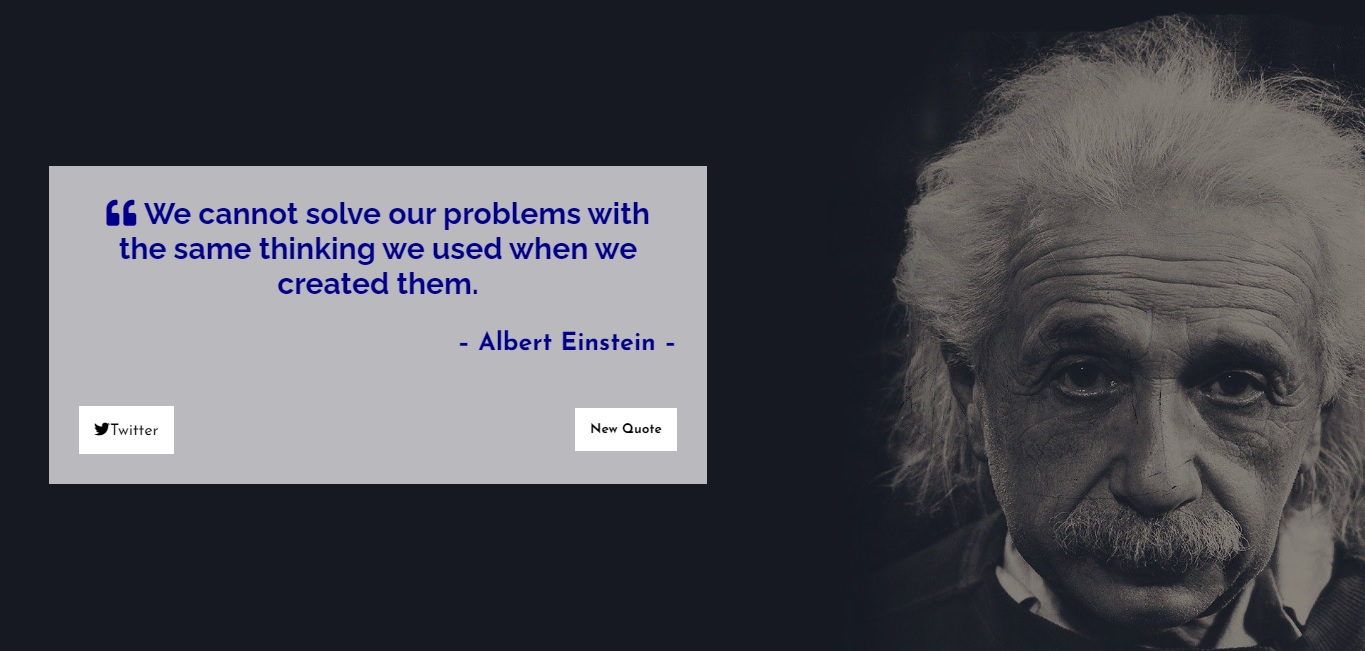 ❝ We cannot solve our problems with
the same thinking we used when we
created them.
- Albert Einstein -
Twitter
New Quote